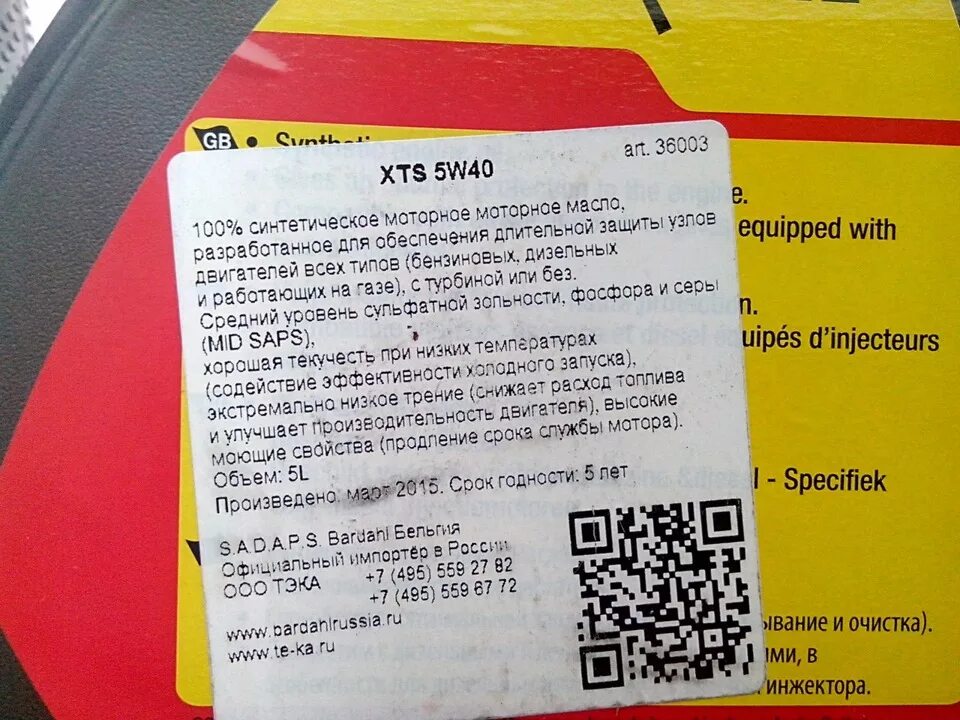 GB
XTS 5W40
art. 36003
100% синтетическое моторное моторное масло,
разработанное для обеспечения длительной защиты узлов
двигателей всех типов (бензиновых, дизельных
и работающих на газе), с турбиной или без.
Средний уровень сульфатной зольности, фосфора и серы
(MID SAPS),
хорошая текучесть при низких температурах
(содействие эффективности холодного запуска),
экстремально низкое трение (снижает расход топлива
и улучшает производительность двигателя), высокие
моющие свойства (продление срока службы мотора).
Объем: 5L
Произведено: март 2015. Срок годности: 5 лет
S.A.D.A.P.S. Bardahl Бельгия
Официальный импортёр в России
ООО ТЭКА +7 (495) 559 27 82
+7 (495) 559 67 72
www.bardahlrussia.ru
www.te-ka.ru
equipped with
équipés d'injecteurs
- Specifiek
очистка).
ими, в
инжектора.